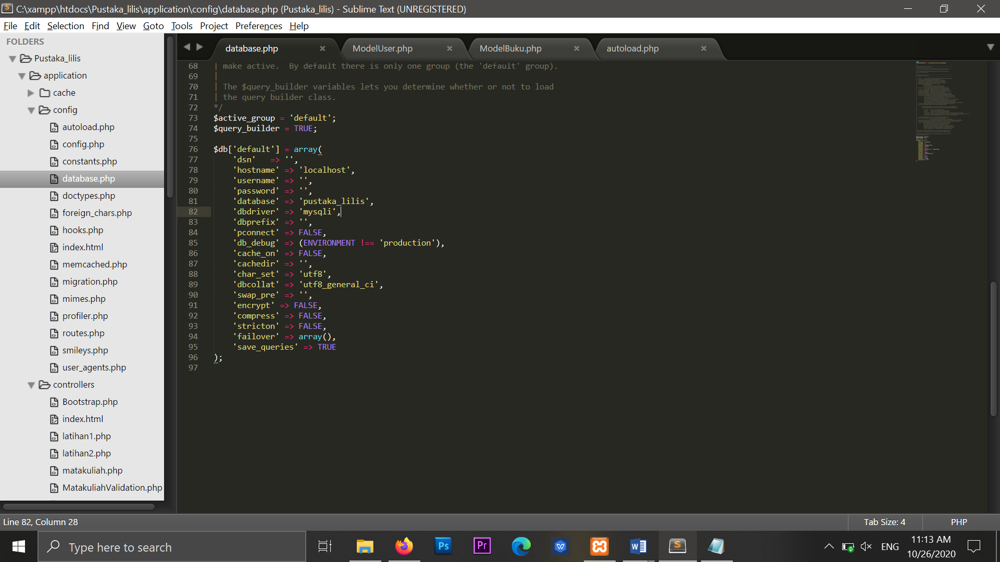 C:\xampp\htdocs\Pustaka_lilis\application\config\database.php (Pustaka_lilis) - Sublime Text (UNREGISTERED)
File Edit Selection Find View Goto Tools Project Preferences Help
FOLDERS
Pustaka_lilis
application
cache
config
autoload.php
config.php
constants.php
database.php
doctypes.php
foreign_chars.php
hooks.php
index.html
memcached.php
migration.php
mimes.php
profiler.php
routes.php
smileys.php
user_agents.php
controllers
Bootstrap.php
index.html
latihan1.php
latihan2.php
matakuliah.php
MatakuliahValidation.php
database.php ModelUser.php ModelBuku.php autoload.php
68 | make active.  By default there is only one group (the 'default' group).
69 |
70 | The $query_builder variables lets you determine whether or not to load
71 | the query builder class.
72 */
73 $active_group = 'default';
74 $query_builder = TRUE;
75
76 $db['default'] = array(
77     'dsn'   => '',
78     'hostname' => 'localhost',
79     'username' => '',
80     'password' => '',
81     'database' => 'pustaka_lilis',
82     'dbdriver' => 'mysqli',
83     'dbprefix' => '',
84     'pconnect' => FALSE,
85     'db_debug' => (ENVIRONMENT !== 'production'),
86     'cache_on' => FALSE,
87     'cachedir' => '',
88     'char_set' => 'utf8',
89     'dbcollat' => 'utf8_general_ci',
90     'swap_pre' => '',
91     'encrypt' => FALSE,
92     'compress' => FALSE,
93     'stricton' => FALSE,
94     'failover' => array(),
95     'save_queries' => TRUE
96 );
97
Line 82, Column 28 Tab Size: 4 PHP
Type here to search
Ps
Pr
ENG
11:13 AM
10/26/2020